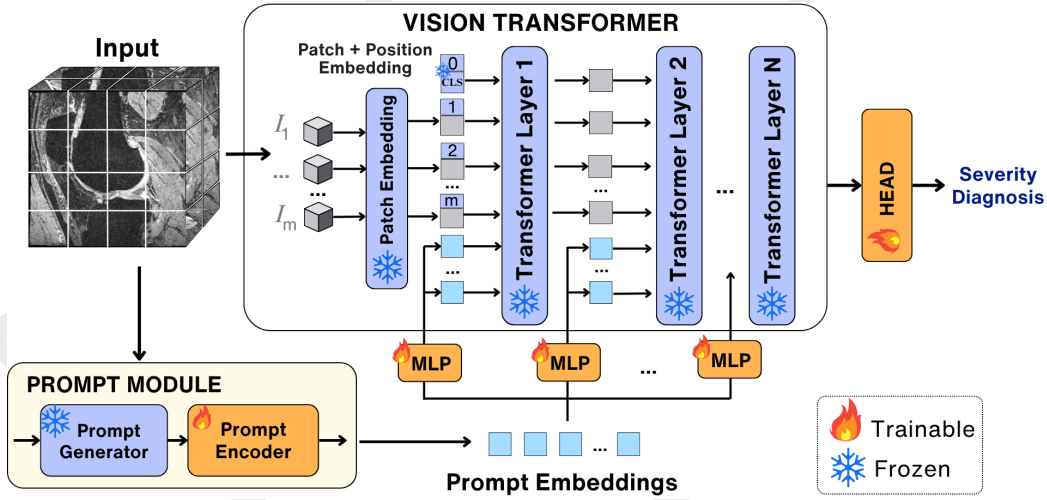 VISION TRANSFORMER
Input
Patch + Position
Embedding
I1
...
...
Im
Patch Embedding
0
CLS
1
2
...
m
...
Transformer Layer 1
...
...
Transformer Layer 2
...
Transformer Layer N
HEAD
Severity
Diagnosis
MLP
MLP
...
MLP
PROMPT MODULE
Prompt
Generator
Prompt
Encoder
...
Prompt Embeddings
Trainable
Frozen